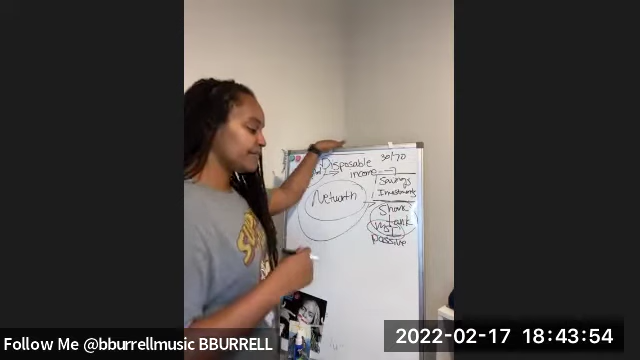 Disposable
income
30/70
Savings
Investments
Networth
Shark
tank
passive
Follow Me @bburrellmusic BBURRELL
2022-02-17 18:43:54